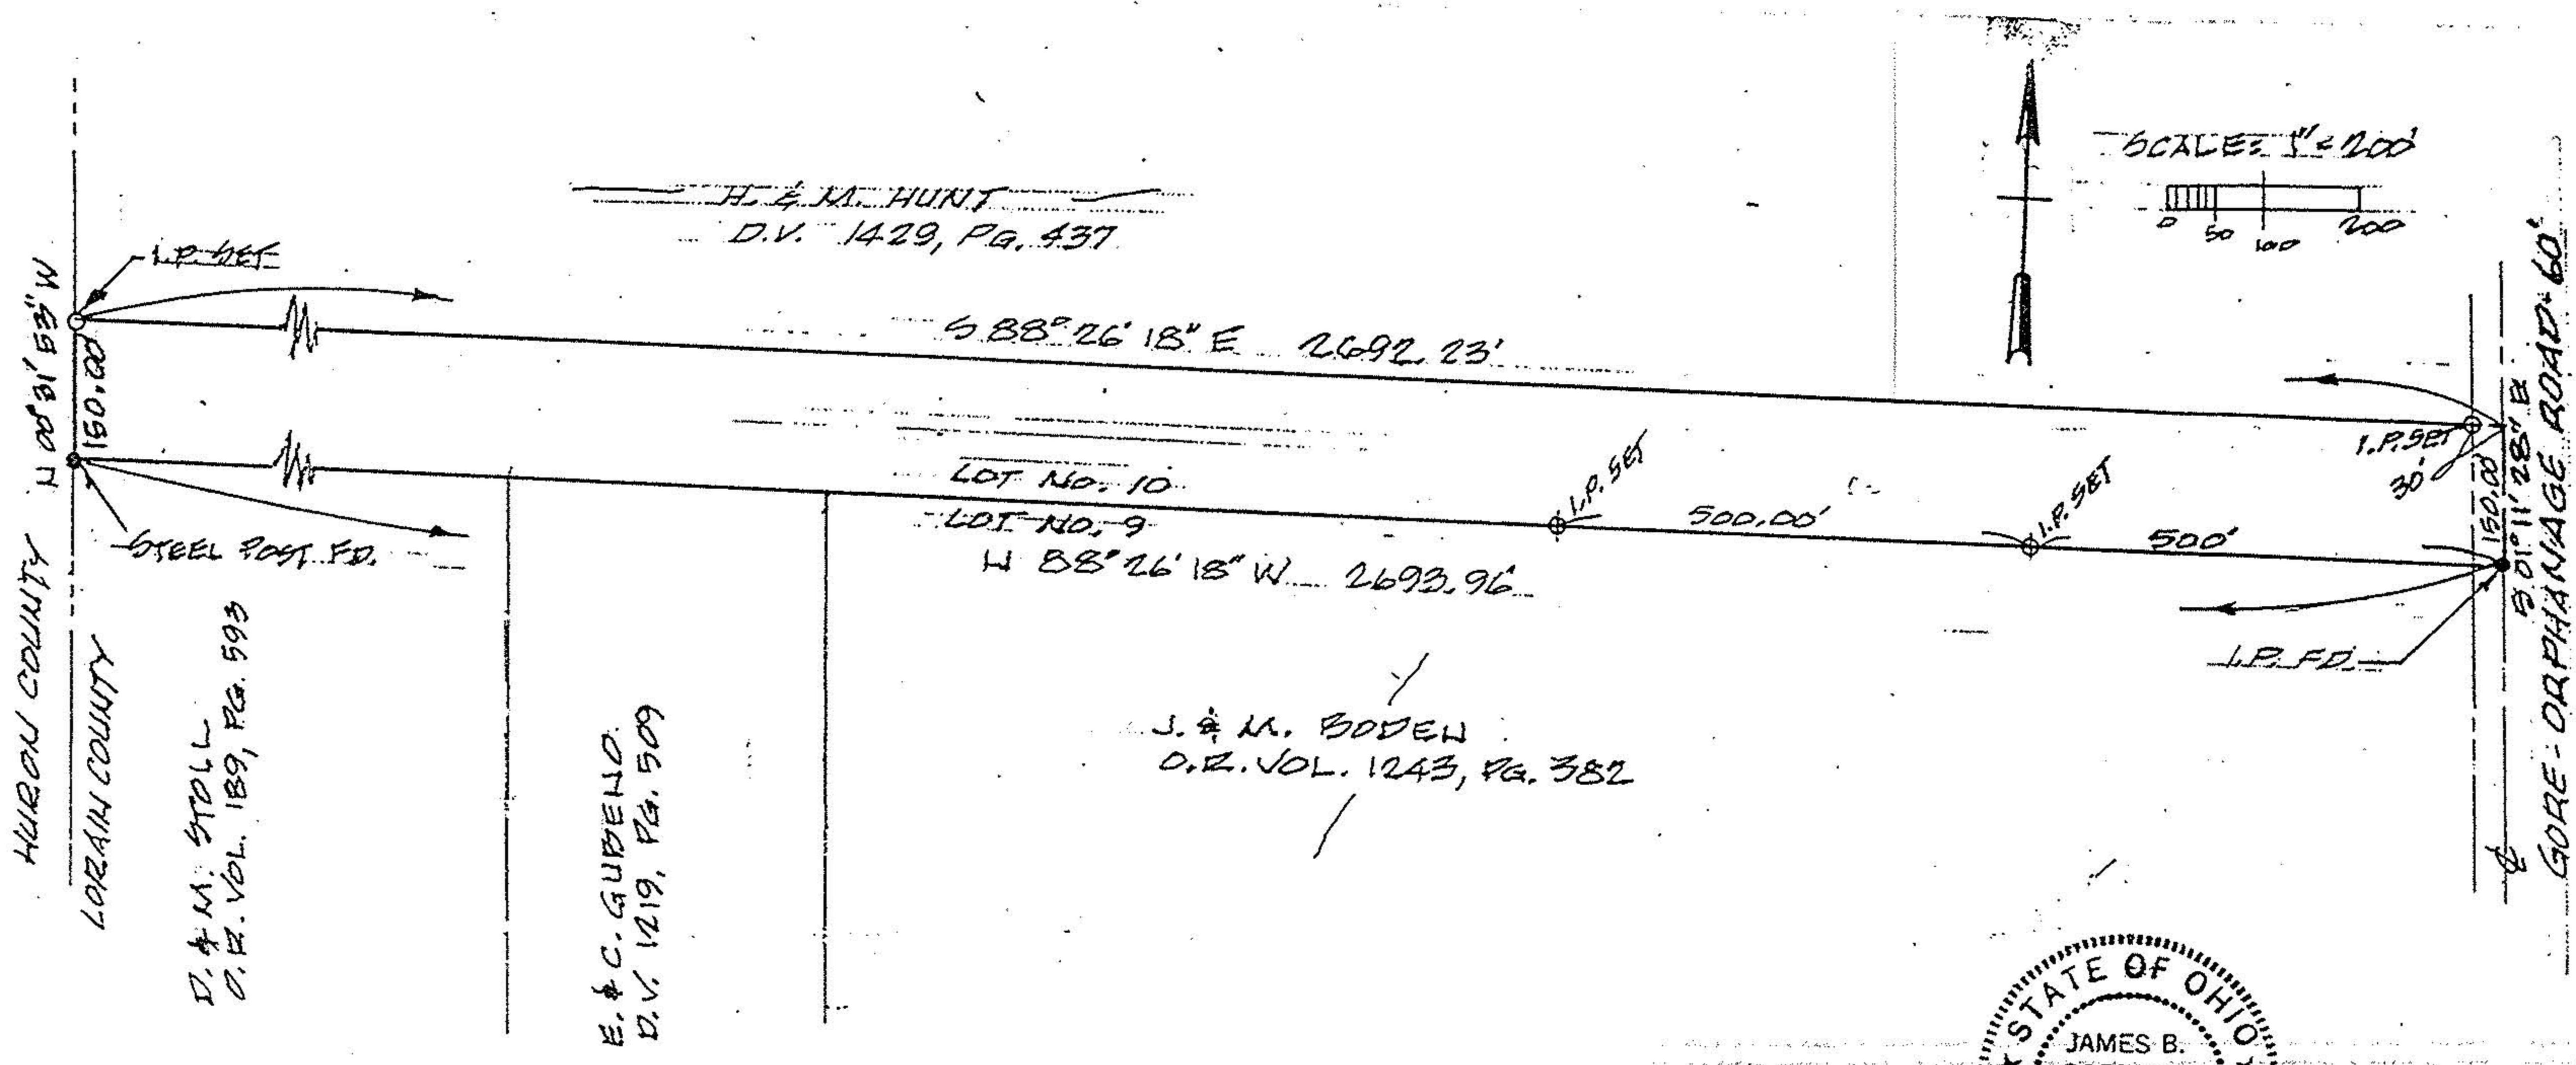 SCALE: 1" = 200'
0 50 100 200
H. & M. HUNT
D.V. 1429, PG. 437
I.P. SET
N 00° 31' 53" W
150.00
S 88° 26' 18" E 2692.23'
I.P. SET
30'
150.00'
S 01° 11' 28" E
GORE - ORPHANAGE ROAD - 60'
LOT NO. 10
LOT NO. 9
N 88° 26' 18" W 2693.96
I.P. SET
500.00'
I.P. SET
500'
STEEL POST FD.
I.P. FD.
HURON COUNTY
LORAIN COUNTY
D. & M. STOLL
O.R. VOL. 189, PG. 593
E. & C. GUBENO
D.V. 1219, PG. 509
J. & M. BODEN
O.R. VOL. 1243, PG. 382
STATE OF OHIO
JAMES B.